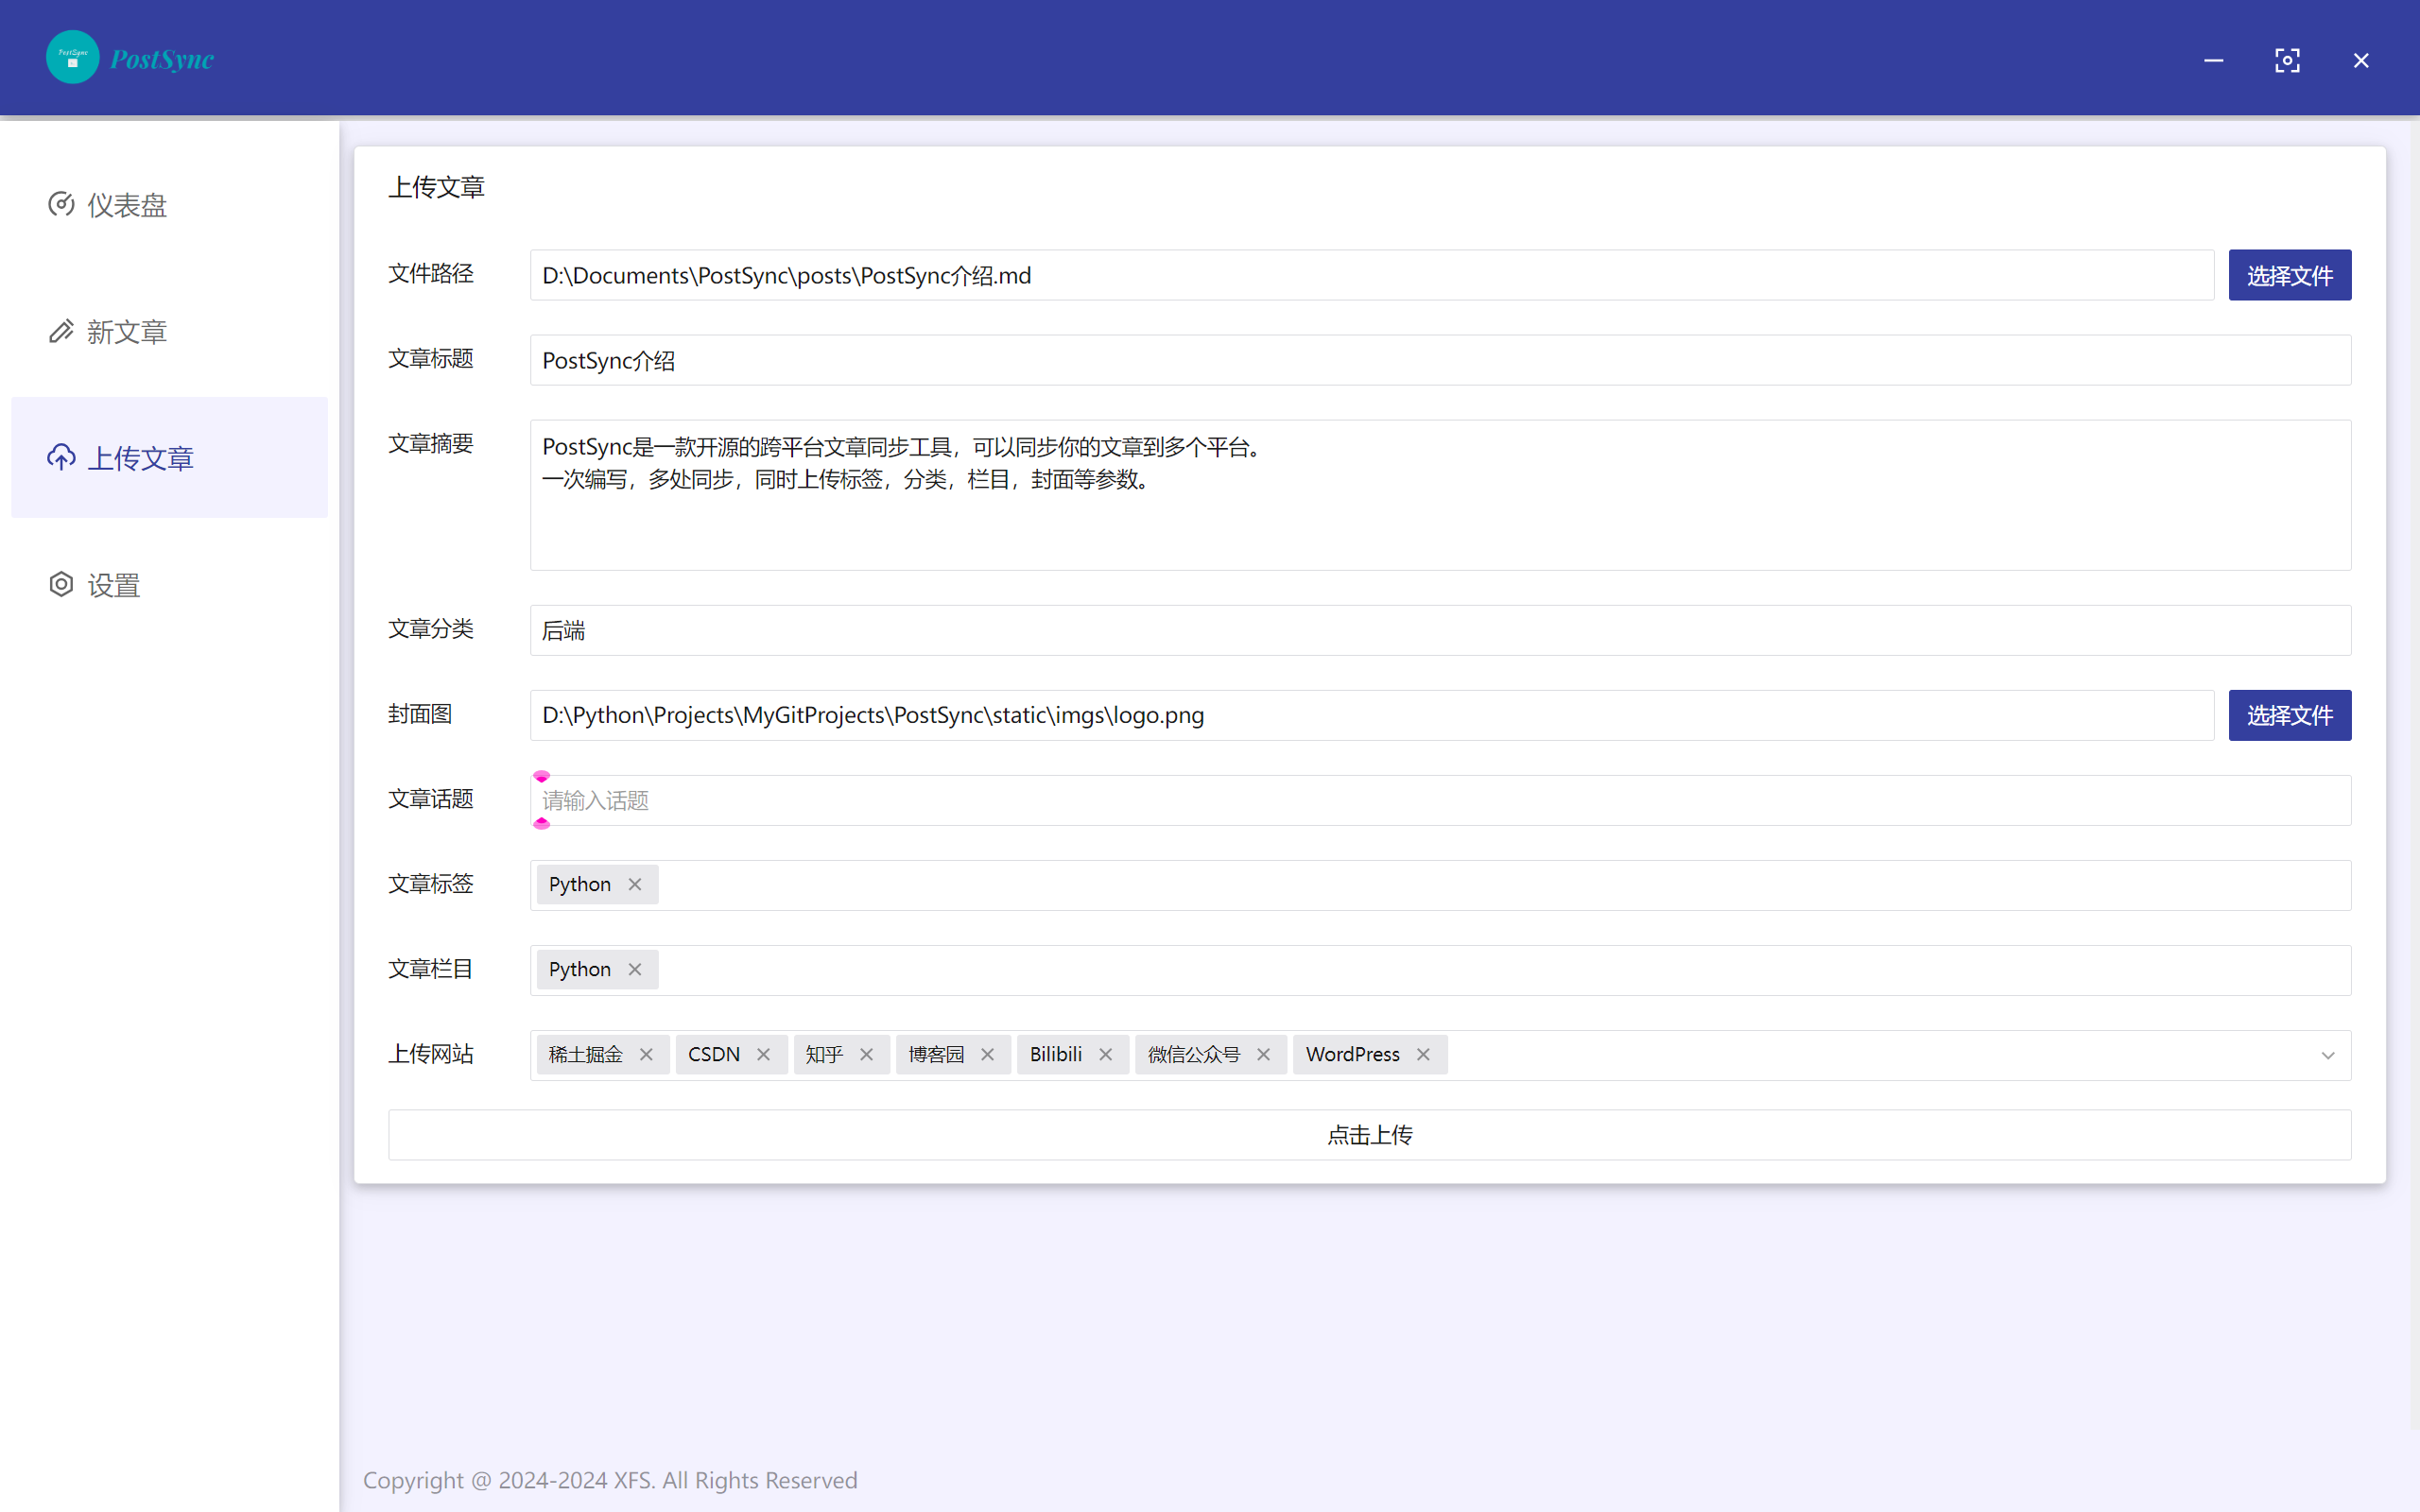 PostSync
PostSync
仪表盘
新文章
上传文章
设置
上传文章
文件路径
D:\Documents\PostSync\posts\PostSync介绍.md
选择文件
文章标题
PostSync介绍
文章摘要
PostSync是一款开源的跨平台文章同步工具，可以同步你的文章到多个平台。
一次编写，多处同步，同时上传标签，分类，栏目，封面等参数。
文章分类
后端
封面图
D:\Python\Projects\MyGitProjects\PostSync\static\imgs\logo.png
选择文件
文章话题
请输入话题
文章标签
Python
文章栏目
Python
上传网站
稀土掘金 CSDN 知乎 博客园 Bilibili 微信公众号 WordPress
点击上传
Copyright @ 2024-2024 XFS. All Rights Reserved